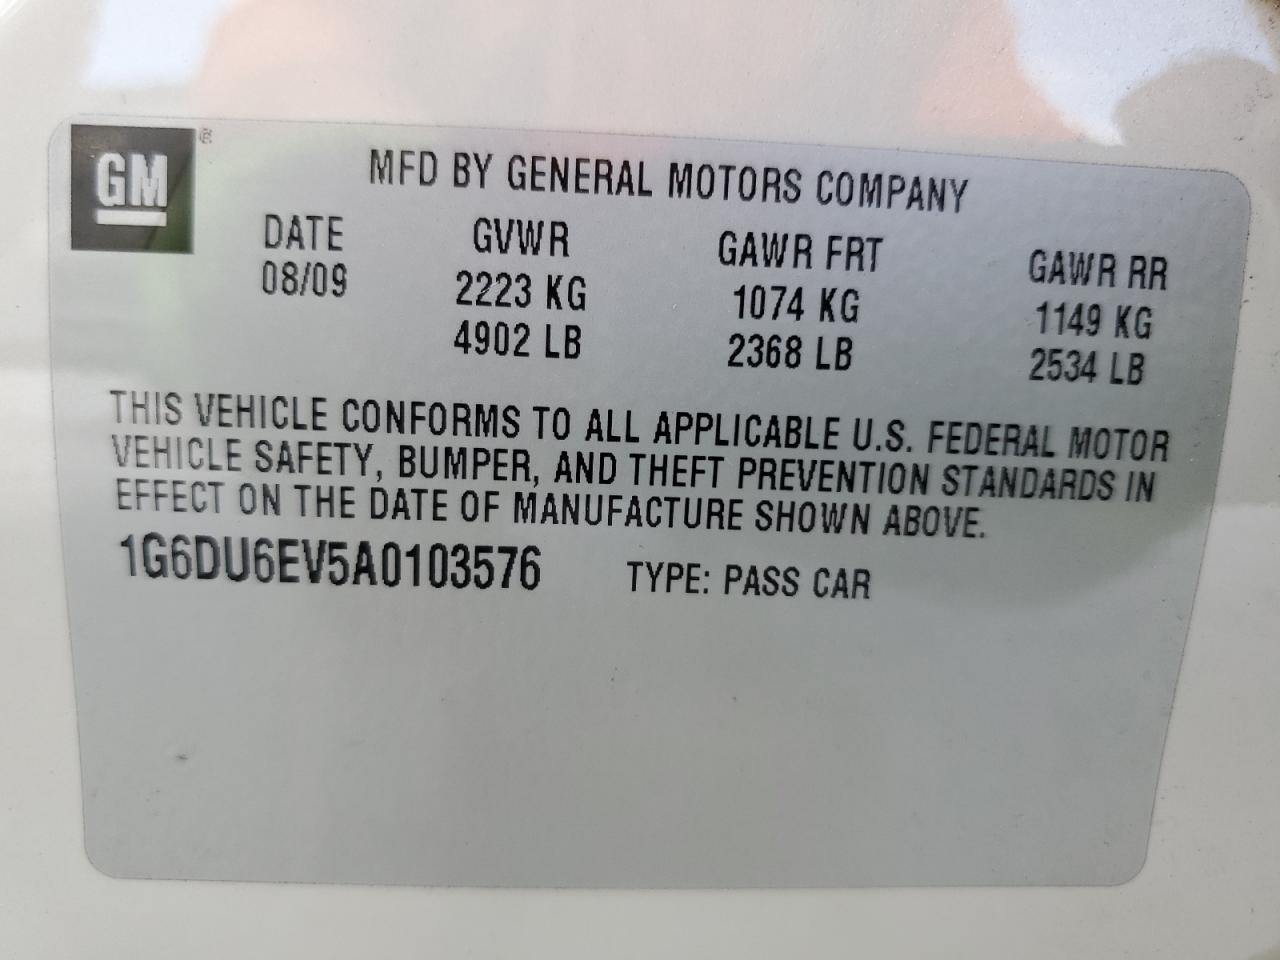 GM
MFD BY GENERAL MOTORS COMPANY
DATE GVWR GAWR FRT GAWR RR
08/09 2223 KG 1074 KG 1149 KG
4902 LB 2368 LB 2534 LB
THIS VEHICLE CONFORMS TO ALL APPLICABLE U.S. FEDERAL MOTOR
VEHICLE SAFETY, BUMPER, AND THEFT PREVENTION STANDARDS IN
EFFECT ON THE DATE OF MANUFACTURE SHOWN ABOVE.
1G6DU6EV5A0103576 TYPE: PASS CAR